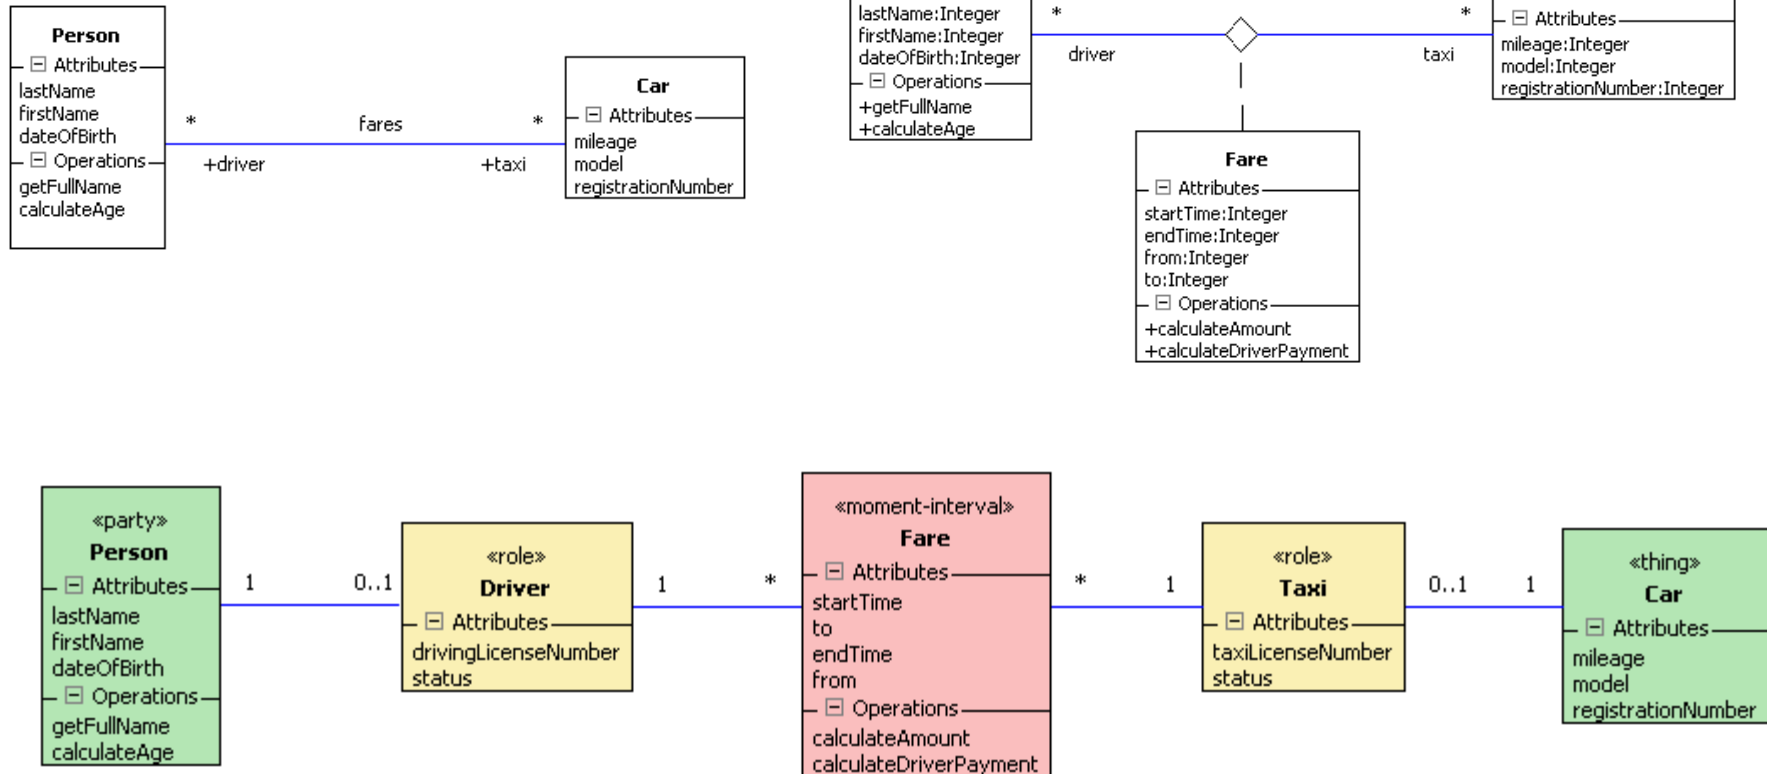 Person
Attributes
lastName
firstName
dateOfBirth
Operations
getFullName
calculateAge
*
fares
*
+driver
+taxi
Car
Attributes
mileage
model
registrationNumber
lastName:Integer
firstName:Integer
dateOfBirth:Integer
Operations
+getFullName
+calculateAge
*
*
driver
taxi
Attributes
mileage:Integer
model:Integer
registrationNumber:Integer
Fare
Attributes
startTime:Integer
endTime:Integer
from:Integer
to:Integer
Operations
+calculateAmount
+calculateDriverPayment
«party»
Person
Attributes
lastName
firstName
dateOfBirth
Operations
getFullName
calculateAge
1
0..1
«role»
Driver
Attributes
drivingLicenseNumber
status
1
*
«moment-interval»
Fare
Attributes
startTime
to
endTime
from
Operations
calculateAmount
calculateDriverPayment
*
1
«role»
Taxi
Attributes
taxiLicenseNumber
status
0..1
1
«thing»
Car
Attributes
mileage
model
registrationNumber